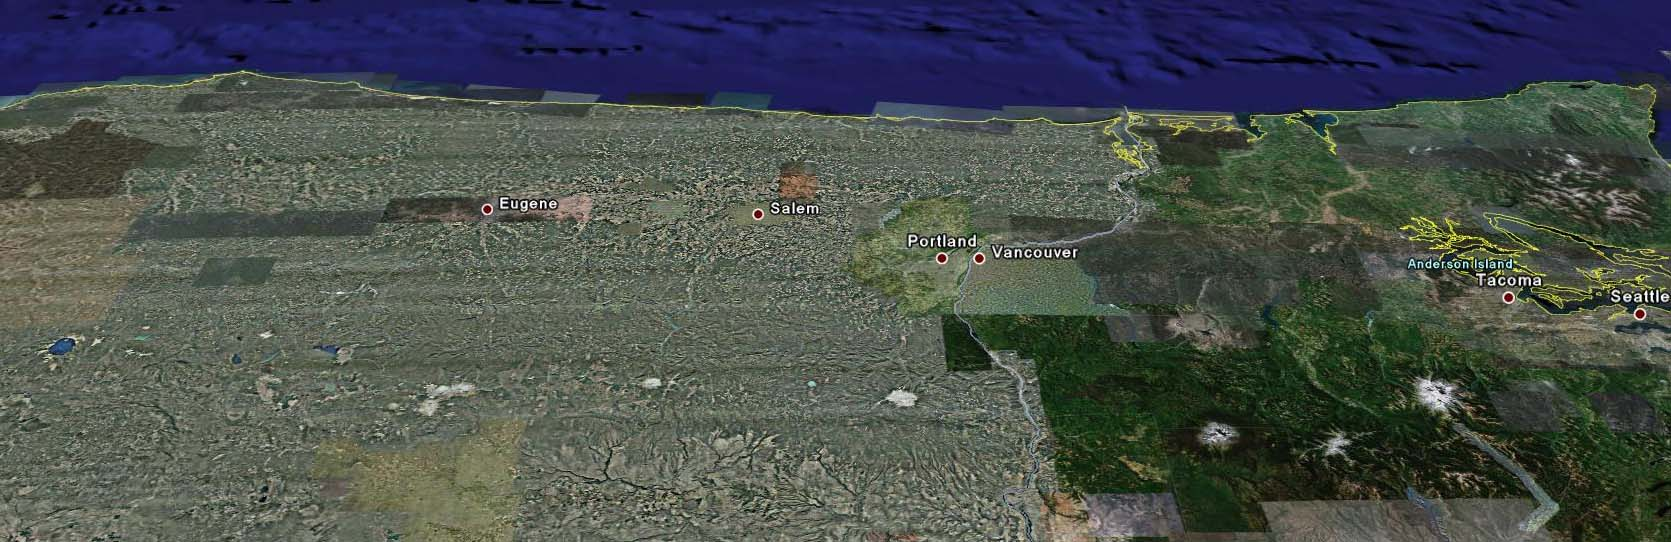 Eugene
Salem
Portland
Vancouver
Anderson Island
Tacoma
Seattle